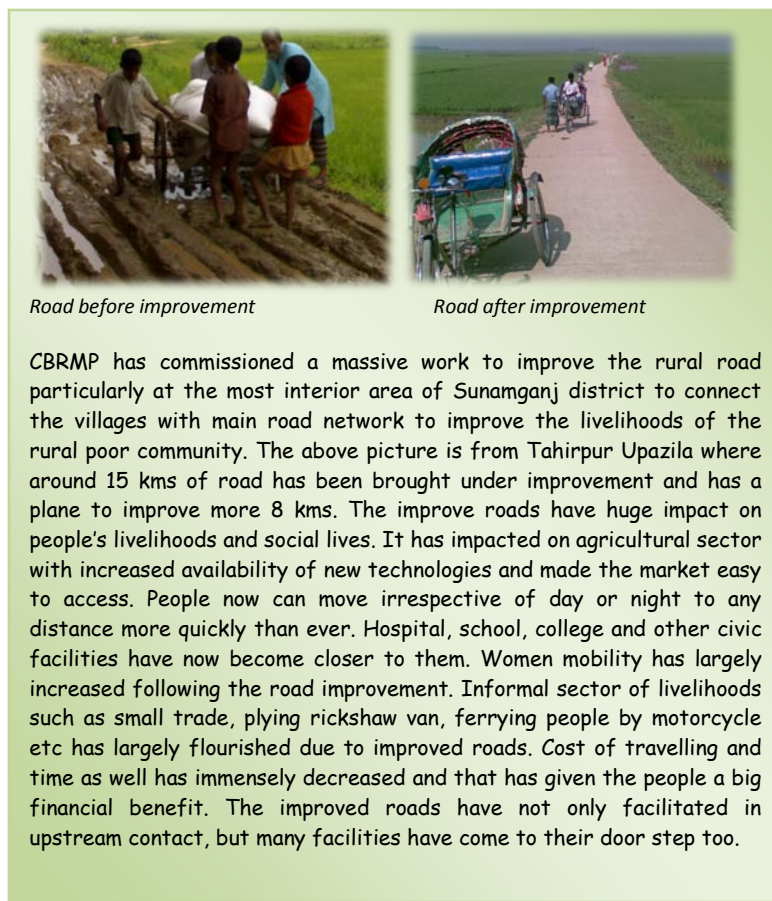 Road before improvement Road after improvement
CBRMP has commissioned a massive work to improve the rural road
particularly at the most interior area of Sunamganj district to connect
the villages with main road network to improve the livelihoods of the
rural poor community. The above picture is from Tahirpur Upazila where
around 15 kms of road has been brought under improvement and has a
plane to improve more 8 kms. The improve roads have huge impact on
people's livelihoods and social lives. It has impacted on agricultural sector
with increased availability of new technologies and made the market easy
to access. People now can move irrespective of day or night to any
distance more quickly than ever. Hospital, school, college and other civic
facilities have now become closer to them. Women mobility has largely
increased following the road improvement. Informal sector of livelihoods
such as small trade, plying rickshaw van, ferrying people by motorcycle
etc has largely flourished due to improved roads. Cost of travelling and
time as well has immensely decreased and that has given the people a big
financial benefit. The improved roads have not only facilitated in
upstream contact, but many facilities have come to their door step too.